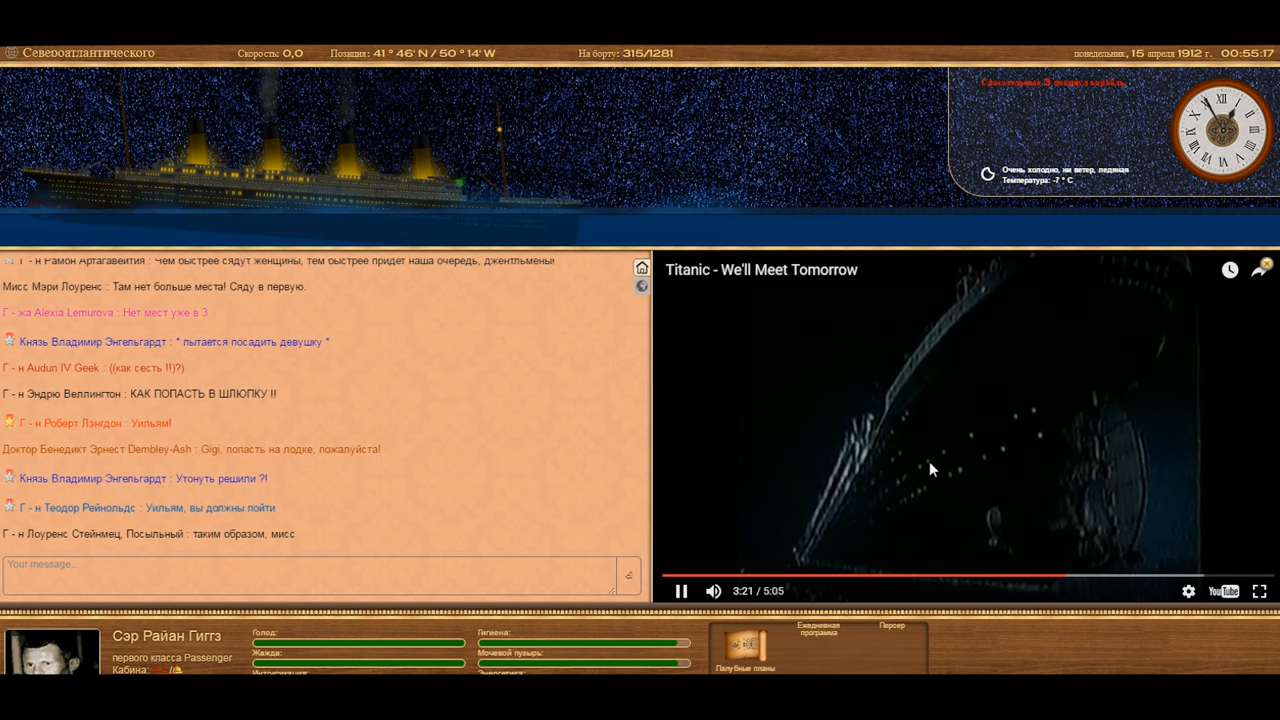 Североатлантического
Скорость: 0,0
Позиция: 41 ° 46' N / 50 ° 14' W
На борту: 315/1281
понедельник, 15 апреля 1912 г. 00:55:17
Очень холодно, ни ветер, ледяная
Температура: -7 ° C
Г - н Рамон Артагавейтия : Чем быстрее сядут женщины, тем быстрее придет наша очередь, джентльмены!
Мисс Мэри Лоуренс : Там нет больше места! Сяду в первую.
Г - жа Alexia Lemurova : Нет мест уже в 3
Князь Владимир Энгельгардт : * пытается посадить девушку *
Г - н Audun IV Geek : ((как сесть !!)?)
Г - н Эндрю Веллингтон : КАК ПОПАСТЬ В ШЛЮПКУ !!
Г - н Роберт Лэнгдон : Уильям!
Доктор Бенедикт Эрнест Dembley-Ash : Gigi, попасть на лодке, пожалуйста!
Князь Владимир Энгельгардт : Утонуть решили ?!
Г - н Теодор Рейнольдс : Уильям, вы должны пойти
Г - н Лоуренс Стейнмец, Посыльный : таким образом, мисс
Your message...
Titanic - We'll Meet Tomorrow
3:21 / 5:05
YouTube
Сэр Райан Гиггз
первого класса Passenger
Кабина:
Голод:
Жажда:
Гигиена:
Мочевой пузырь:
Палубные планы
Ежедневная
программа
Персер